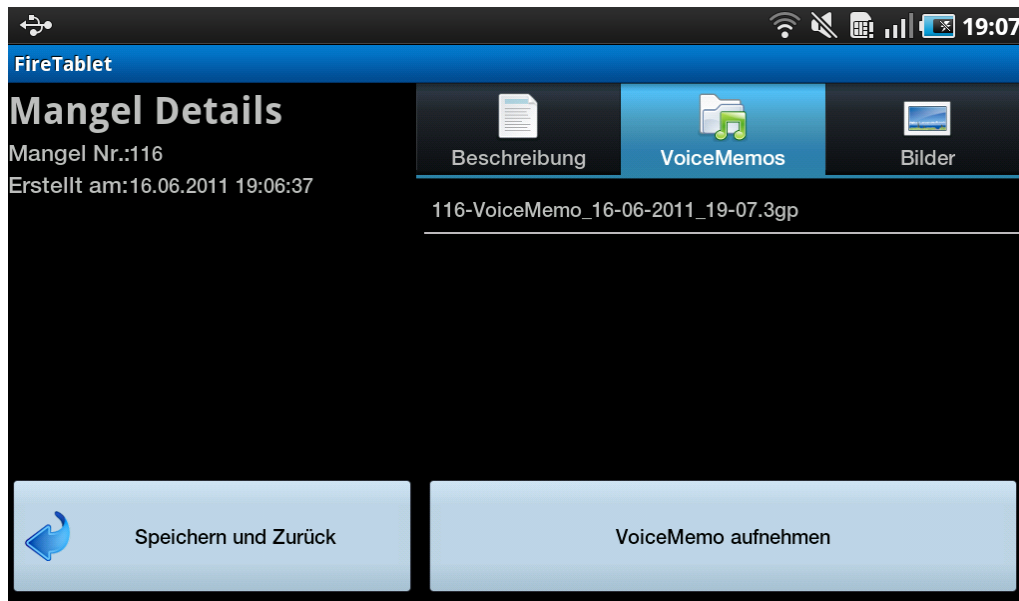 19:07
FireTablet
Mangel Details
Mangel Nr.:116
Erstellt am:16.06.2011 19:06:37
Beschreibung
VoiceMemos
Bilder
116-VoiceMemo_16-06-2011_19-07.3gp
Speichern und Zurück
VoiceMemo aufnehmen